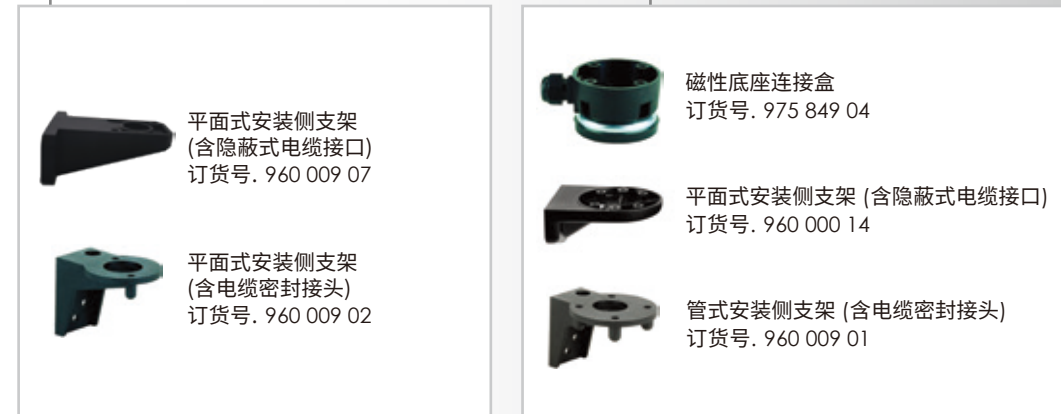 平面式安装侧支架
(含隐蔽式电缆接口)
订货号. 960 009 07
平面式安装侧支架
(含电缆密封接头)
订货号. 960 009 02
磁性底座连接盒
订货号. 975 849 04
平面式安装侧支架 (含隐蔽式电缆接口)
订货号. 960 000 14
管式安装侧支架 (含电缆密封接头)
订货号. 960 009 01